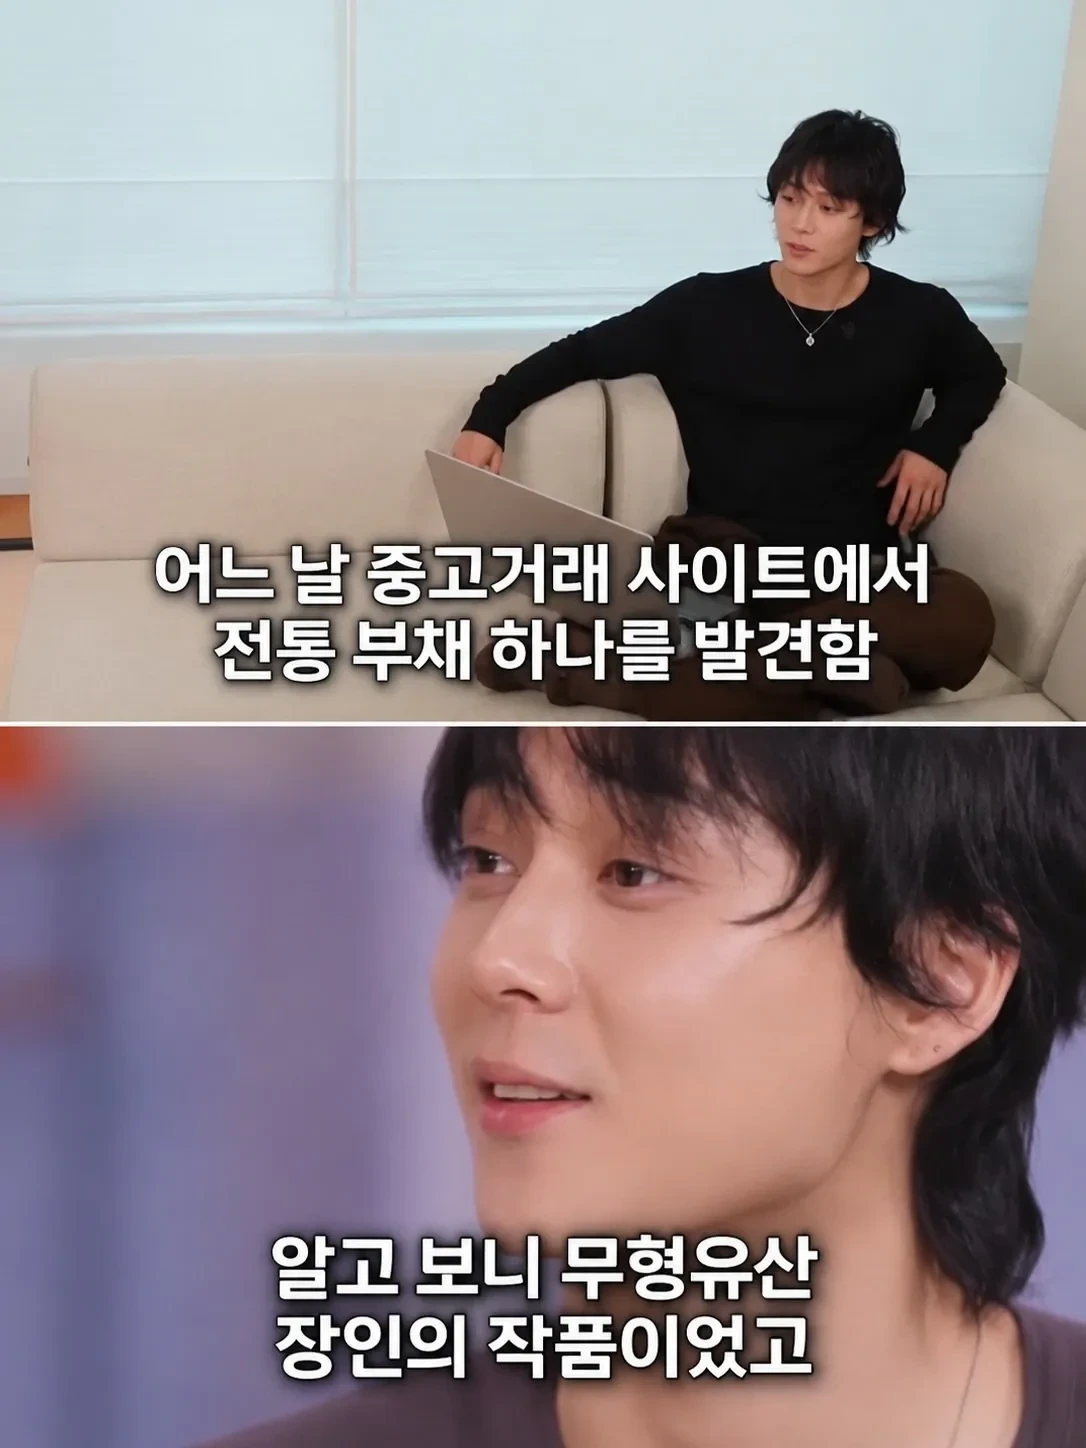 어느 날 중고거래 사이트에서
전통 부채 하나를 발견함
알고 보니 무형유산
장인의 작품이었고